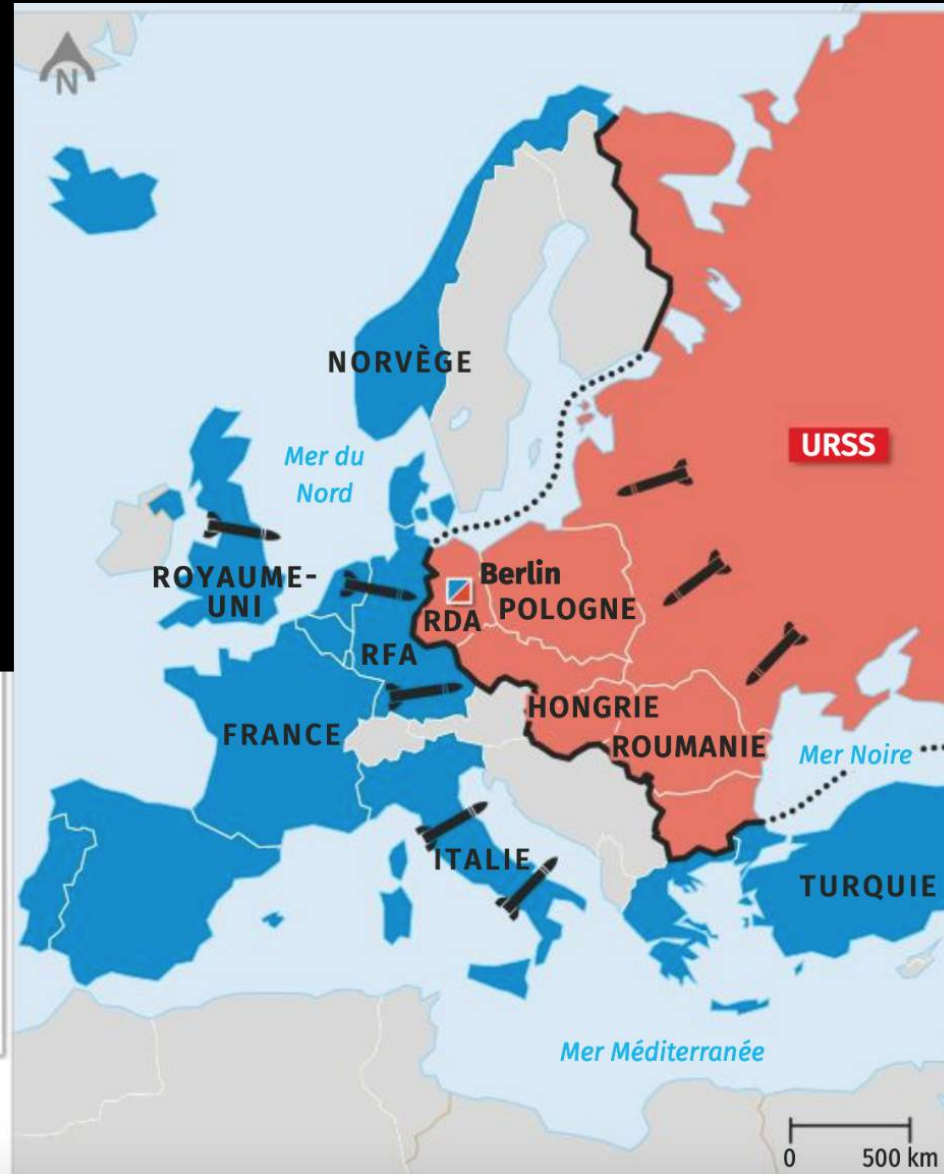 N
NORVÈGE
URSS
Mer du
Nord
ROYAUME-
UNI
Berlin
RDA
POLOGNE
RFA
HONGRIE
FRANCE
ROUMANIE
Mer Noire
ITALIE
TURQUIE
Mer Méditerranée
0 500 km